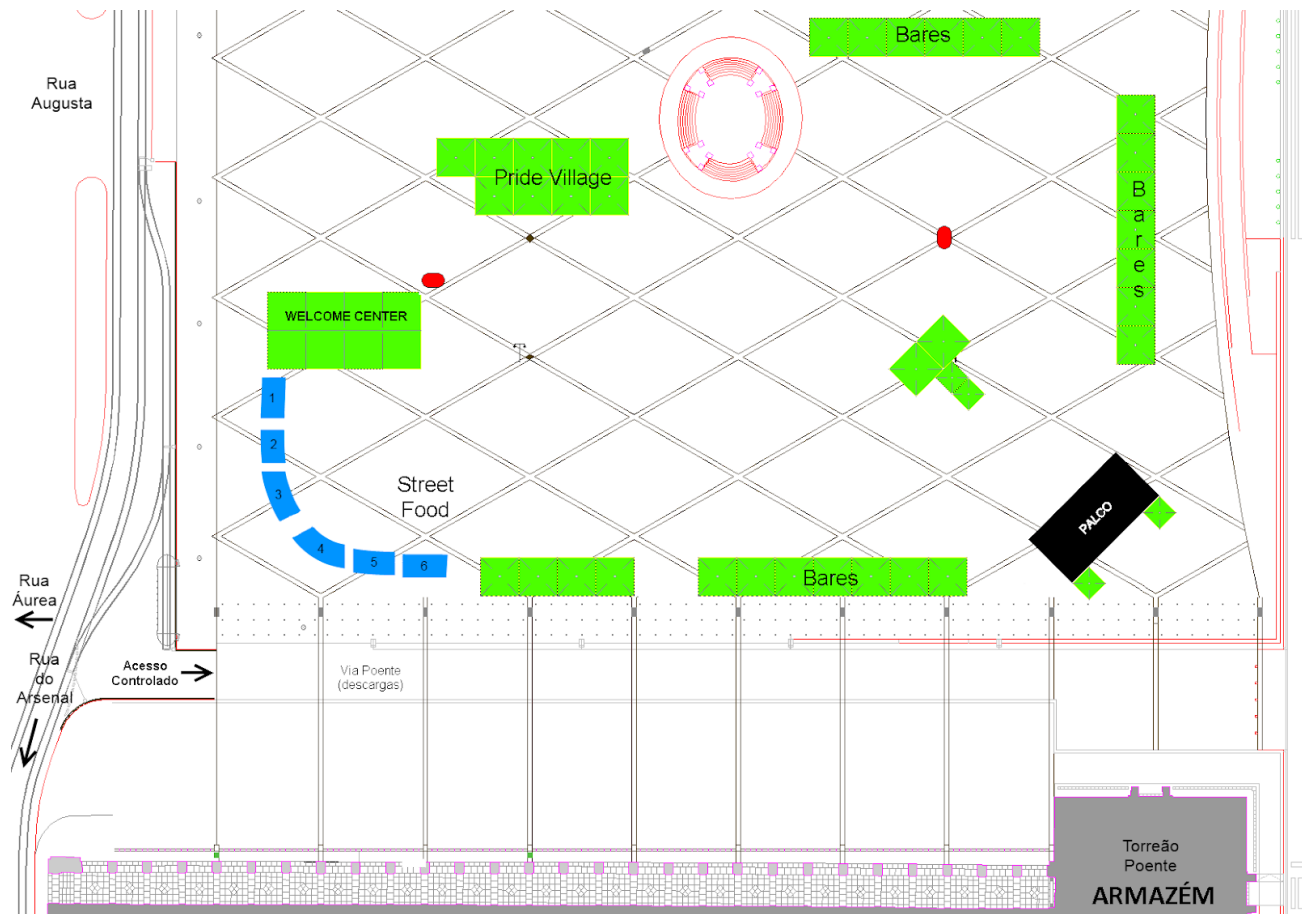 Bares
Rua
Augusta
Pride Village
B
a
r
e
s
WELCOME CENTER
1
2
3
4
5
6
Street
Food
PALCO
Bares
Rua
Áurea
Rua
do
Arsenal
Acesso
Controlado
Via Poente
(descargas)
Torreão
Poente
ARMAZÉM